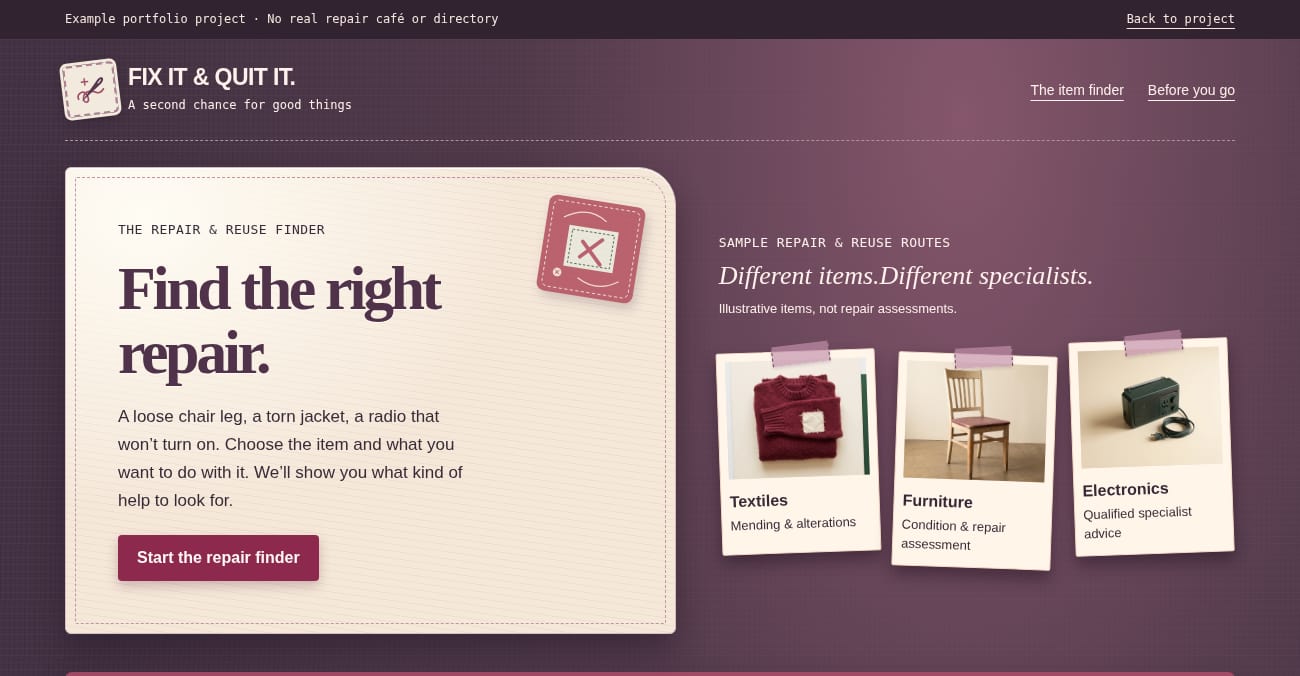 Example portfolio project · No real repair café or directory
Back to project
FIX IT & QUIT IT.
A second chance for good things
The item finder
Before you go
THE REPAIR & REUSE FINDER
Find the right
repair.
A loose chair leg, a torn jacket, a radio that
won’t turn on. Choose the item and what you
want to do with it. We’ll show you what kind of
help to look for.
Start the repair finder
SAMPLE REPAIR & REUSE ROUTES
Different items.Different specialists.
Illustrative items, not repair assessments.
Textiles
Mending & alterations
Furniture
Condition & repair
assessment
Electronics
Qualified specialist
advice